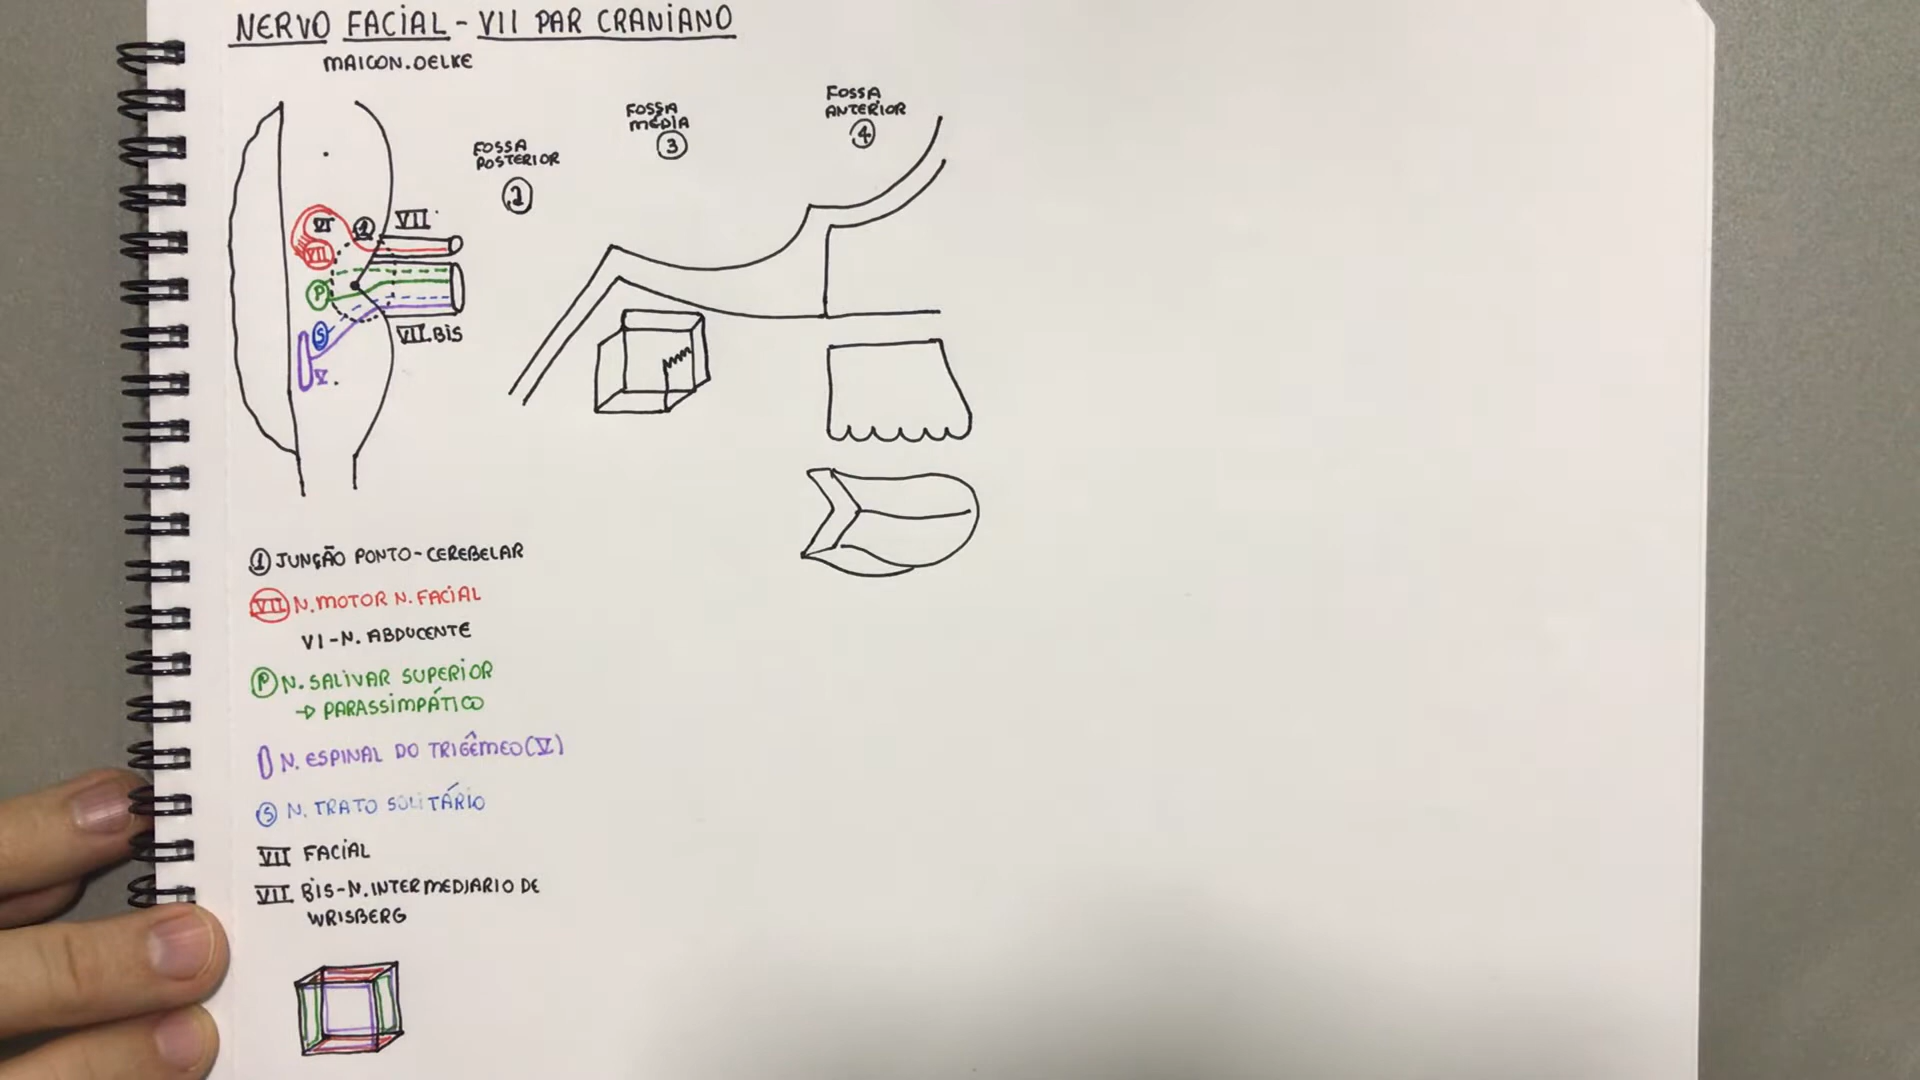 NERVO FACIAL - VII PAR CRANIANO
MAICON.OELKE
FOSSA
POSTERIOR
2
FOSSA
MÉDIA
3
FOSSA
ANTERIOR
4
VI
1
VII
VII
P
S
VII.BIS
V
1 JUNÇÃO PONTO-CEREBELAR
VII N.MOTOR N.FACIAL
VI-N.ABDUCENTE
P N.SALIVAR SUPERIOR
→ PARASSIMPÁTICO
N. ESPINAL DO TRIGÊMEO(V)
S N. TRATO SOLITÁRIO
VII FACIAL
VII BIS-N.INTERMEDIARIO DE
WRISBERG